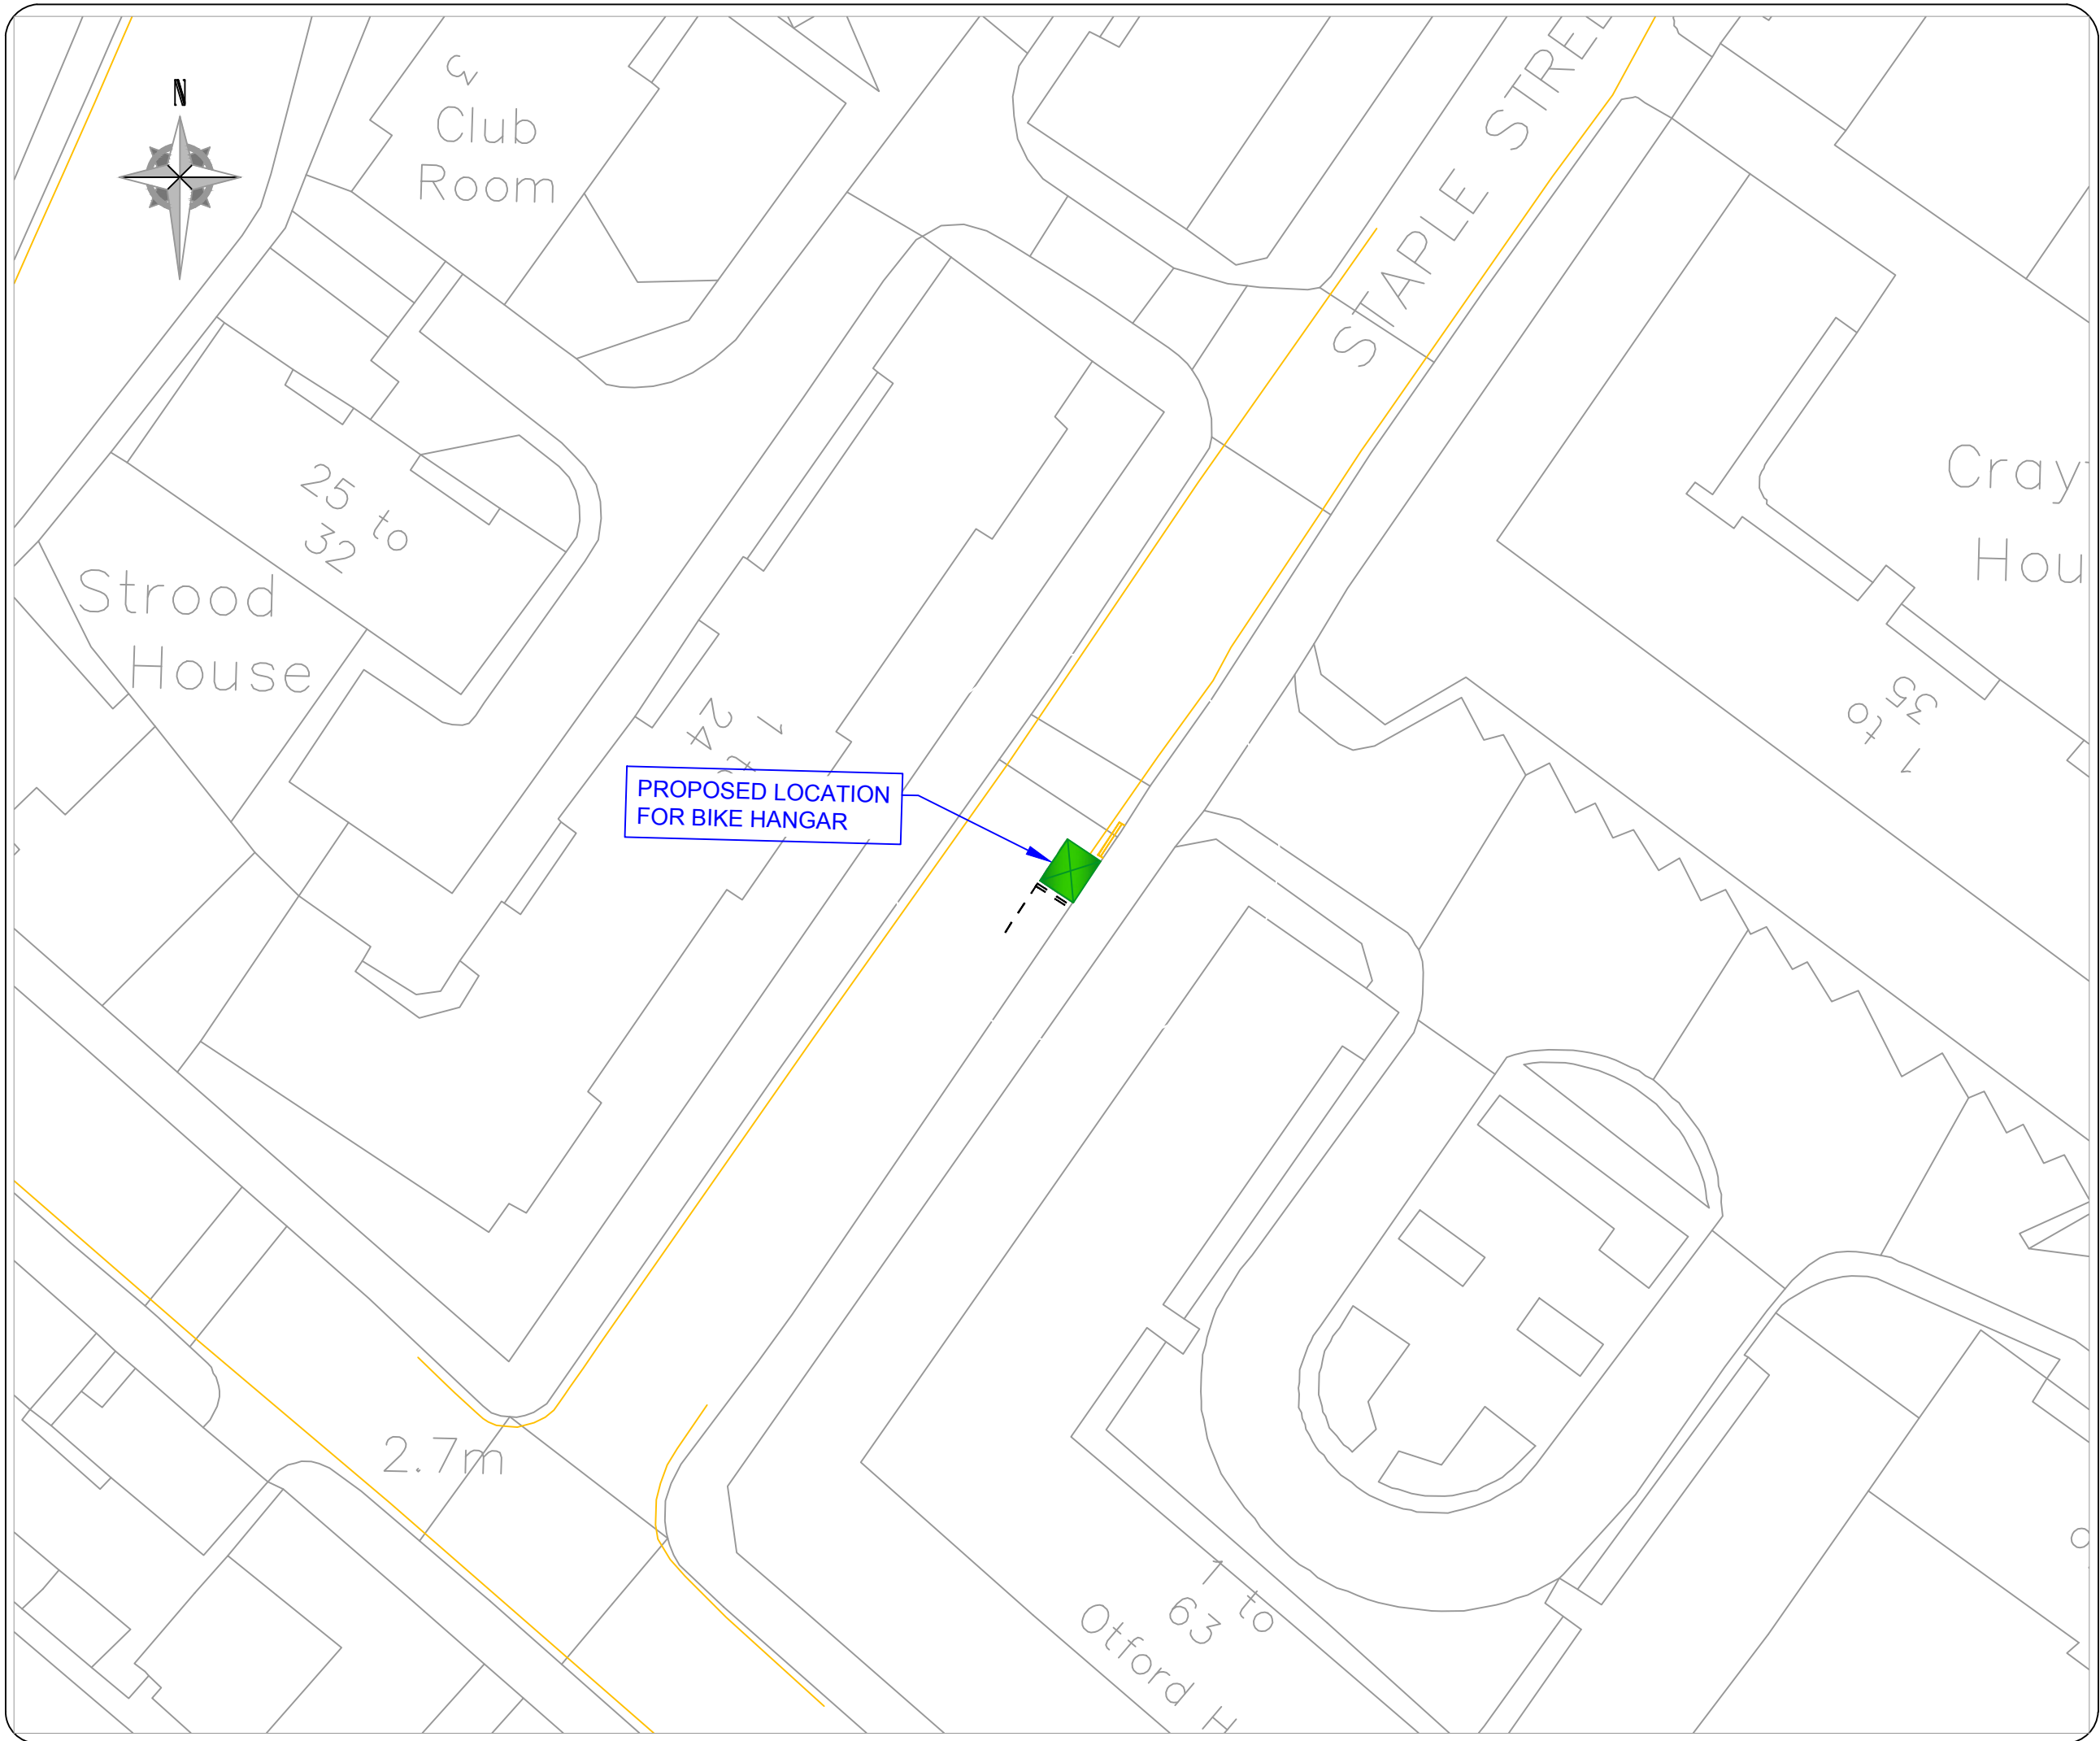 N
3
Club
Room
STAPLE STRE
25 to
32
Strood
House
Cray
Hou
1 to
35
1
24
PROPOSED LOCATION
FOR BIKE HANGAR
2.7m
1 to
63
Otford H